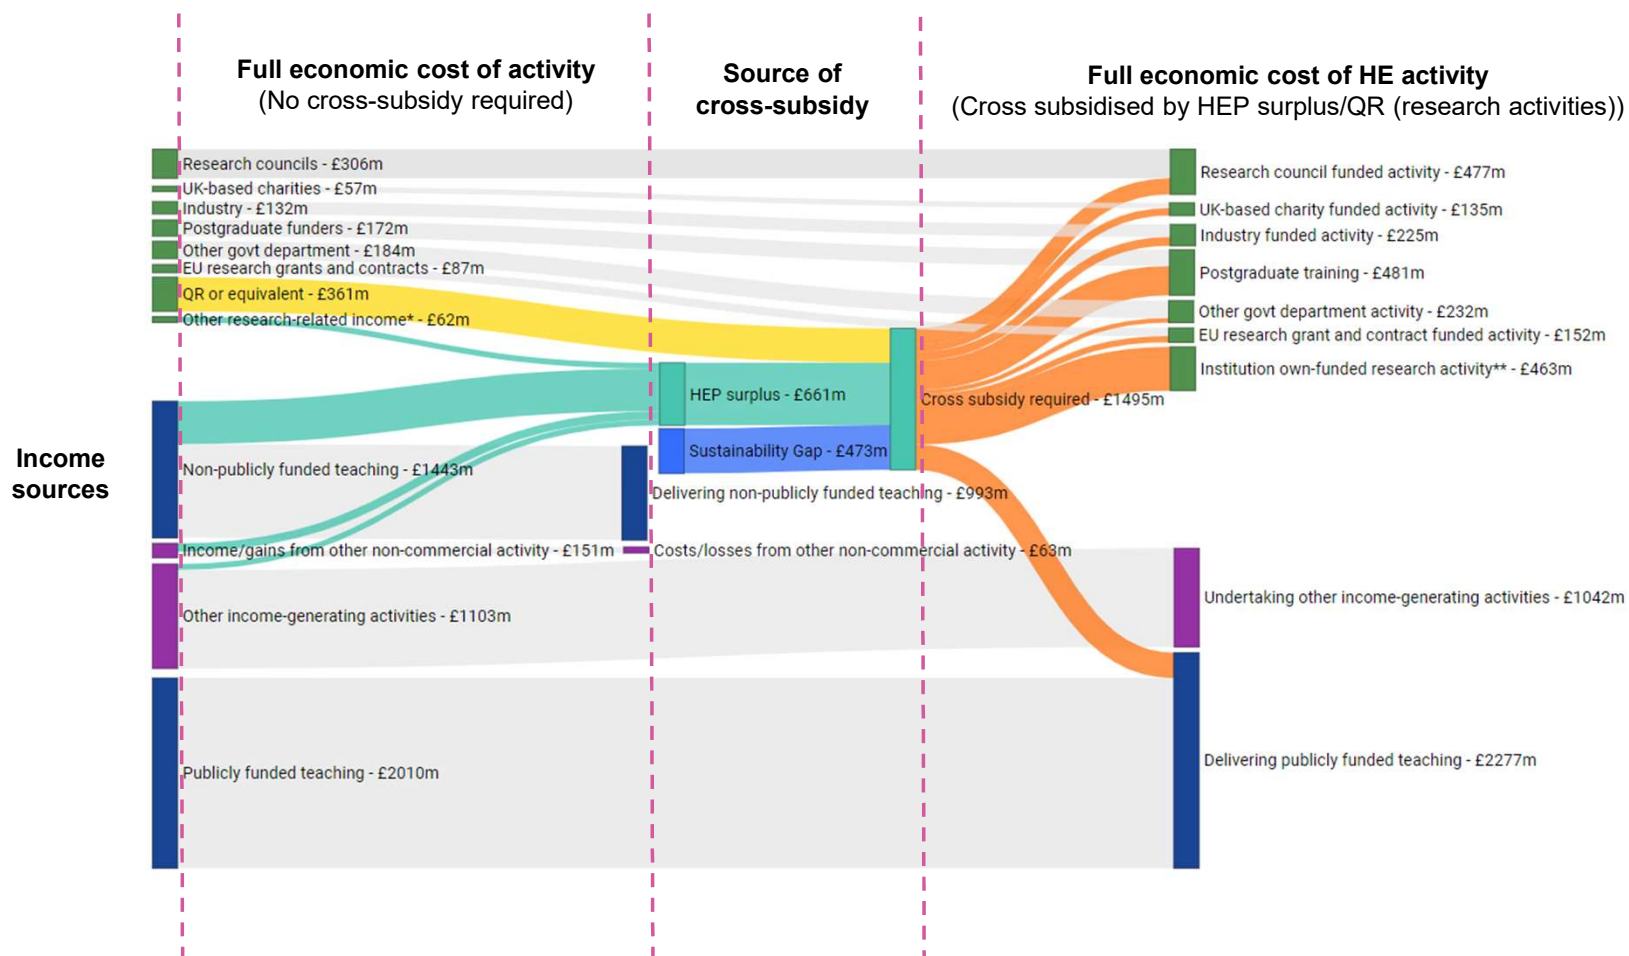 Full economic cost of activity
(No cross-subsidy required)
Source of
cross-subsidy
Full economic cost of HE activity
(Cross subsidised by HEP surplus/QR (research activities))
Income
sources
Research councils - £306m
UK-based charities - £57m
Industry - £132m
Postgraduate funders - £172m
Other govt department - £184m
EU research grants and contracts - £87m
QR or equivalent - £361m
Other research-related income* - £62m
Non-publicly funded teaching - £1443m
Income/gains from other non-commercial activity - £151m
Other income-generating activities - £1103m
Publicly funded teaching - £2010m
HEP surplus - £661m
Sustainability Gap - £473m
Delivering non-publicly funded teaching - £993m
Costs/losses from other non-commercial activity - £63m
Cross subsidy required - £1495m
Research council funded activity - £477m
UK-based charity funded activity - £135m
Industry funded activity - £225m
Postgraduate training - £481m
Other govt department activity - £232m
EU research grant and contract funded activity - £152m
Institution own-funded research activity** - £463m
Undertaking other income-generating activities - £1042m
Delivering publicly funded teaching - £2277m